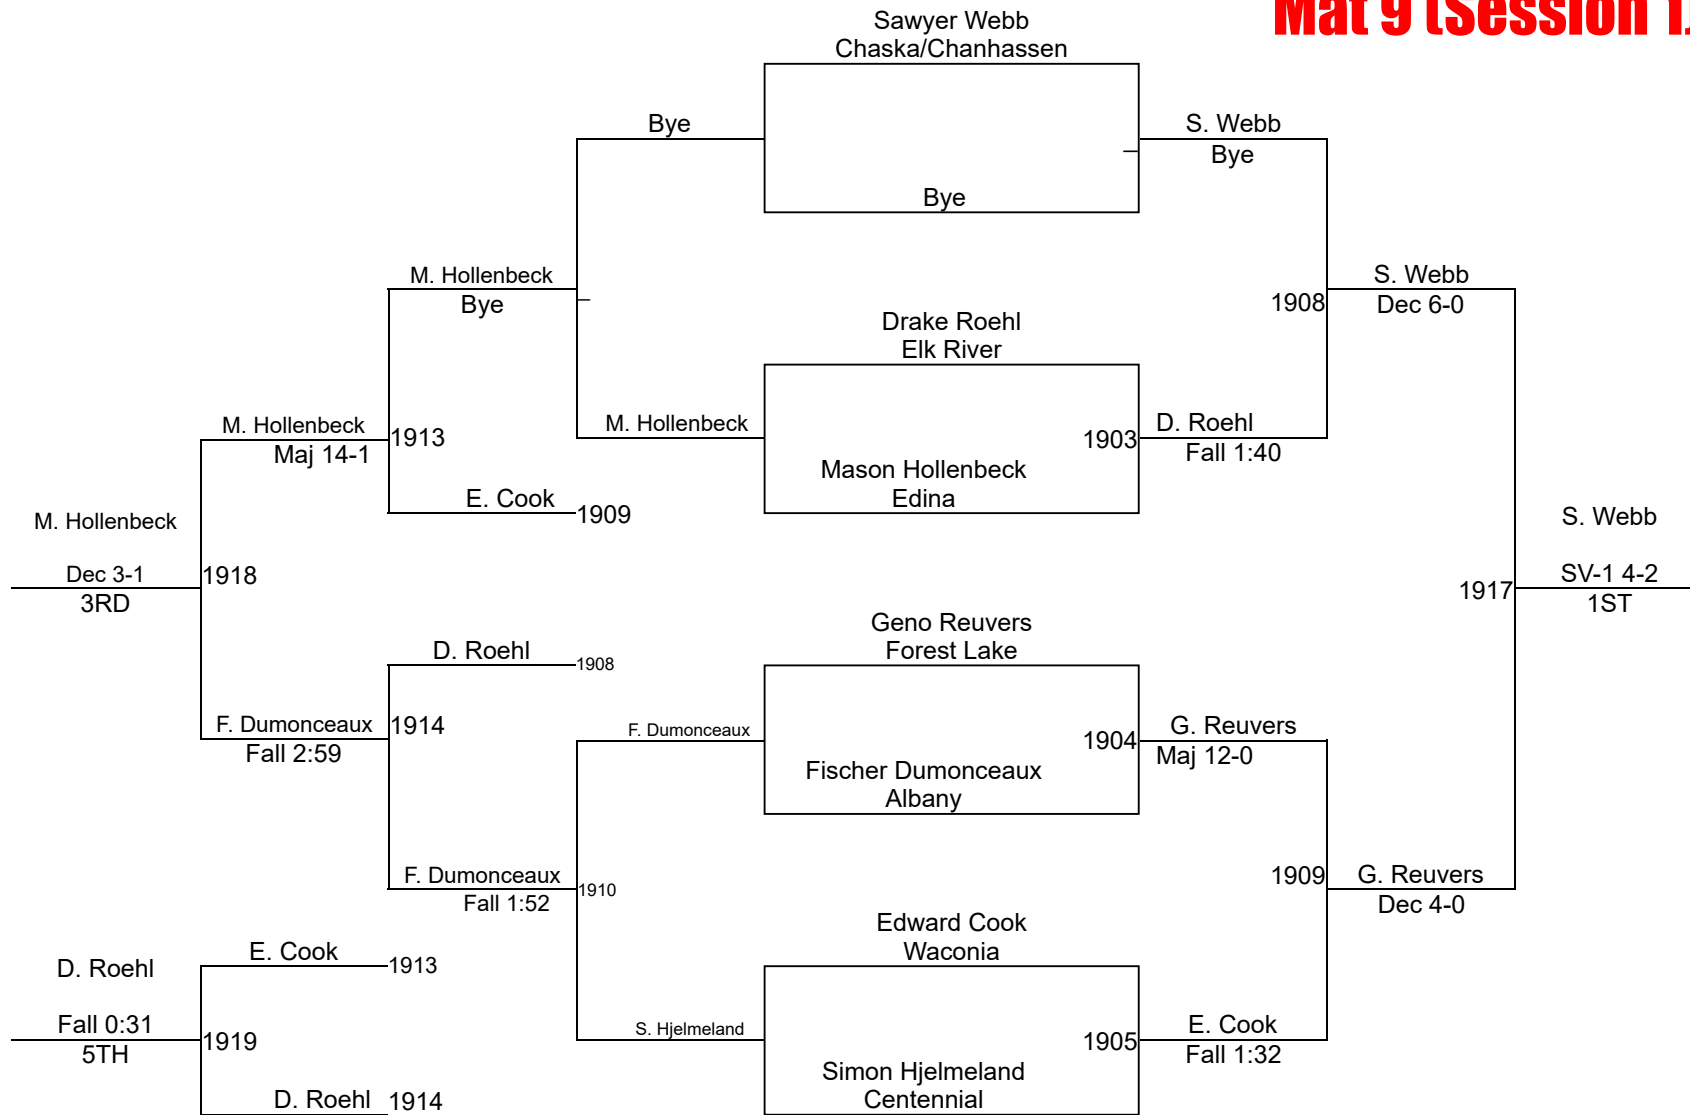 Mat 9 (Session 1)
Sawyer Webb
Chaska/Chanhassen
Bye
S. Webb
Bye
Bye
M. Hollenbeck
Bye
S. Webb
1908
Dec 6-0
Drake Roehl
Elk River
M. Hollenbeck
Maj 14-1
1913
M. Hollenbeck
1903
D. Roehl
Fall 1:40
Mason Hollenbeck
Edina
E. Cook
1909
M. Hollenbeck
Dec 3-1
3RD
1918
S. Webb
1917
SV-1 4-2
1ST
Geno Reuvers
Forest Lake
D. Roehl
1908
F. Dumonceaux
Fall 2:59
1914
F. Dumonceaux
1904
G. Reuvers
Maj 12-0
Fischer Dumonceaux
Albany
F. Dumonceaux
Fall 1:52
1910
1909
G. Reuvers
Dec 4-0
Edward Cook
Waconia
D. Roehl
Fall 0:31
5TH
E. Cook
1913
1919
S. Hjelmeland
1905
E. Cook
Fall 1:32
Simon Hjelmeland
Centennial
D. Roehl
1914